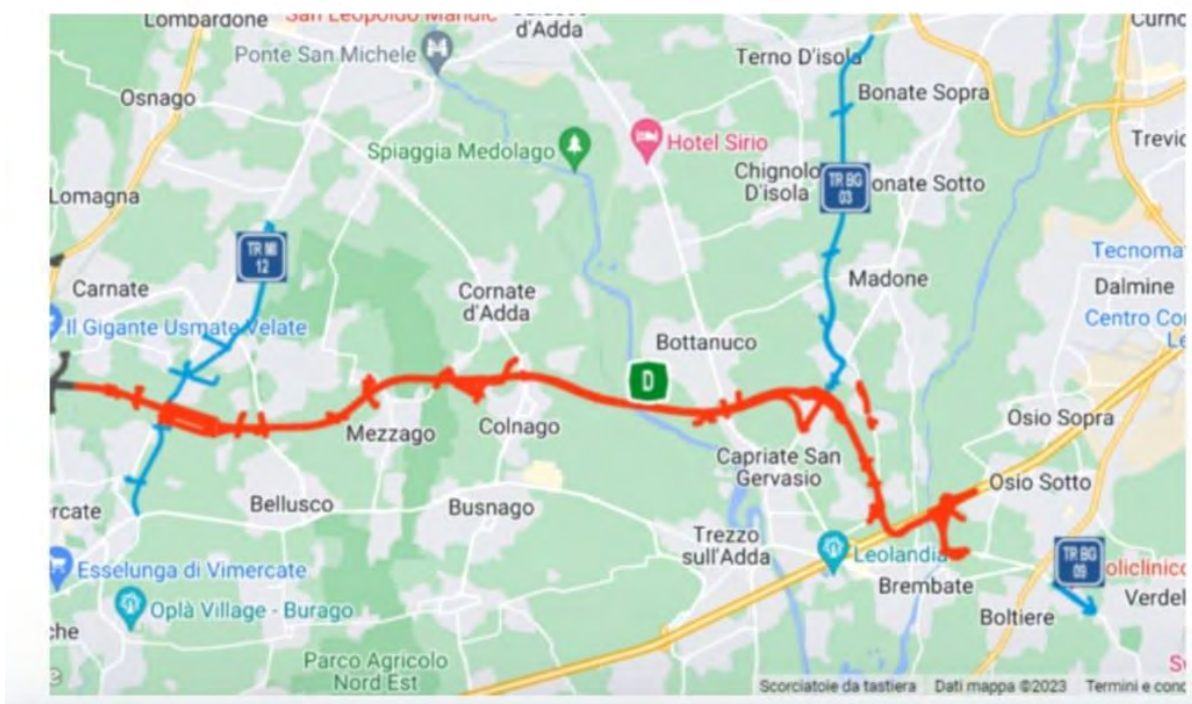 Lombardone
San Leopoldo Mandic
d'Adda
Curno
Ponte San Michele
Terno D'isola
Osnago
Bonate Sopra
Spiaggia Medolago
Hotel Sirio
Chignolo
D'isola
TR BG
03
onate Sotto
Lomagna
TR MI
12
Tecnoma
Carnate
Cornate
d'Adda
Madone
Dalmine
Il Gigante Usmate Velate
Centro Co
Bottanuco
D
Mezzago
Colnago
Osio Sopra
Capriate San
Gervasio
Osio Sotto
rcate
Bellusco
Busnago
Trezzo
sull'Adda
Leolandia
TR BG
09
oliclinico
Esselunga di Vimercate
Brembate
Verdel
Oplà Village - Burago
Boltiere
che
Parco Agricolo
Nord Est
Scorciatoie da tastiera
Dati mappa ©2023
Termini e cond